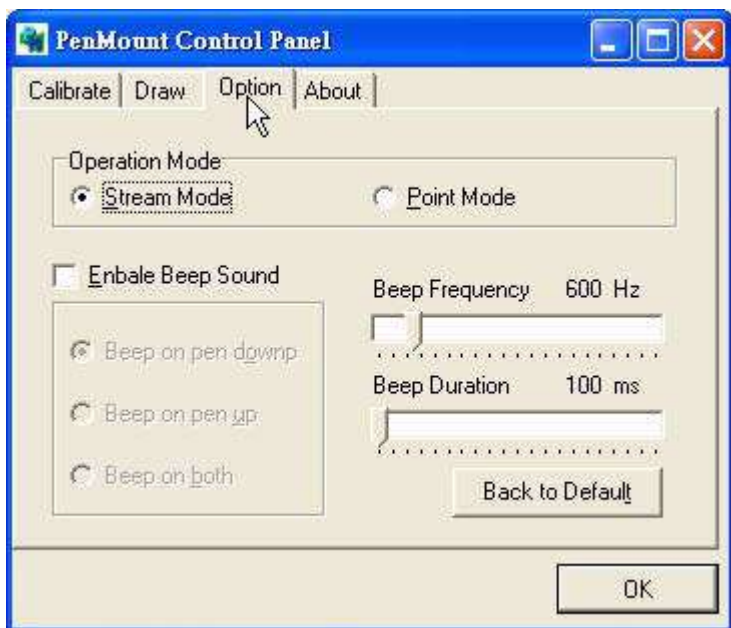 PenMount Control Panel
Calibrate Draw Option About
Operation Mode
Stream Mode Point Mode
Enbale Beep Sound
Beep on pen downp
Beep on pen up
Beep on both
Beep Frequency 600 Hz
Beep Duration 100 ms
Back to Default
OK